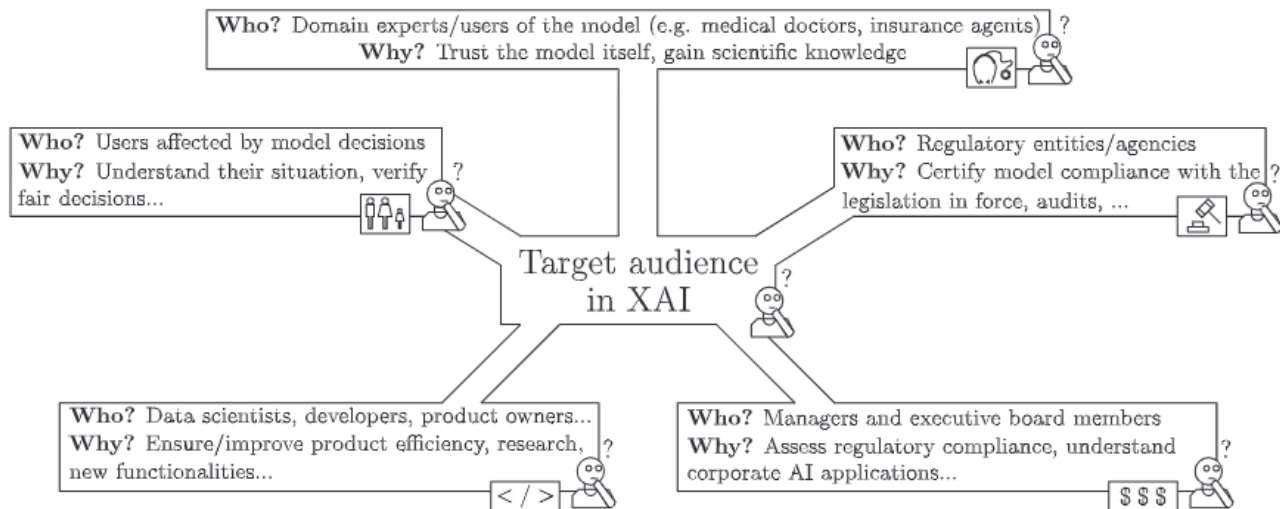 Who? Domain experts/users of the model (e.g. medical doctors, insurance agents)
Why? Trust the model itself, gain scientific knowledge
?
Who? Users affected by model decisions
Why? Understand their situation, verify
fair decisions...
?
Who? Regulatory entities/agencies
Why? Certify model compliance with the
legislation in force, audits, ...
?
Target audience
in XAI
?
Who? Data scientists, developers, product owners...
Why? Ensure/improve product efficiency, research,
new functionalities...
?
< / >
Who? Managers and executive board members
Why? Assess regulatory compliance, understand
corporate AI applications...
?
$ $ $